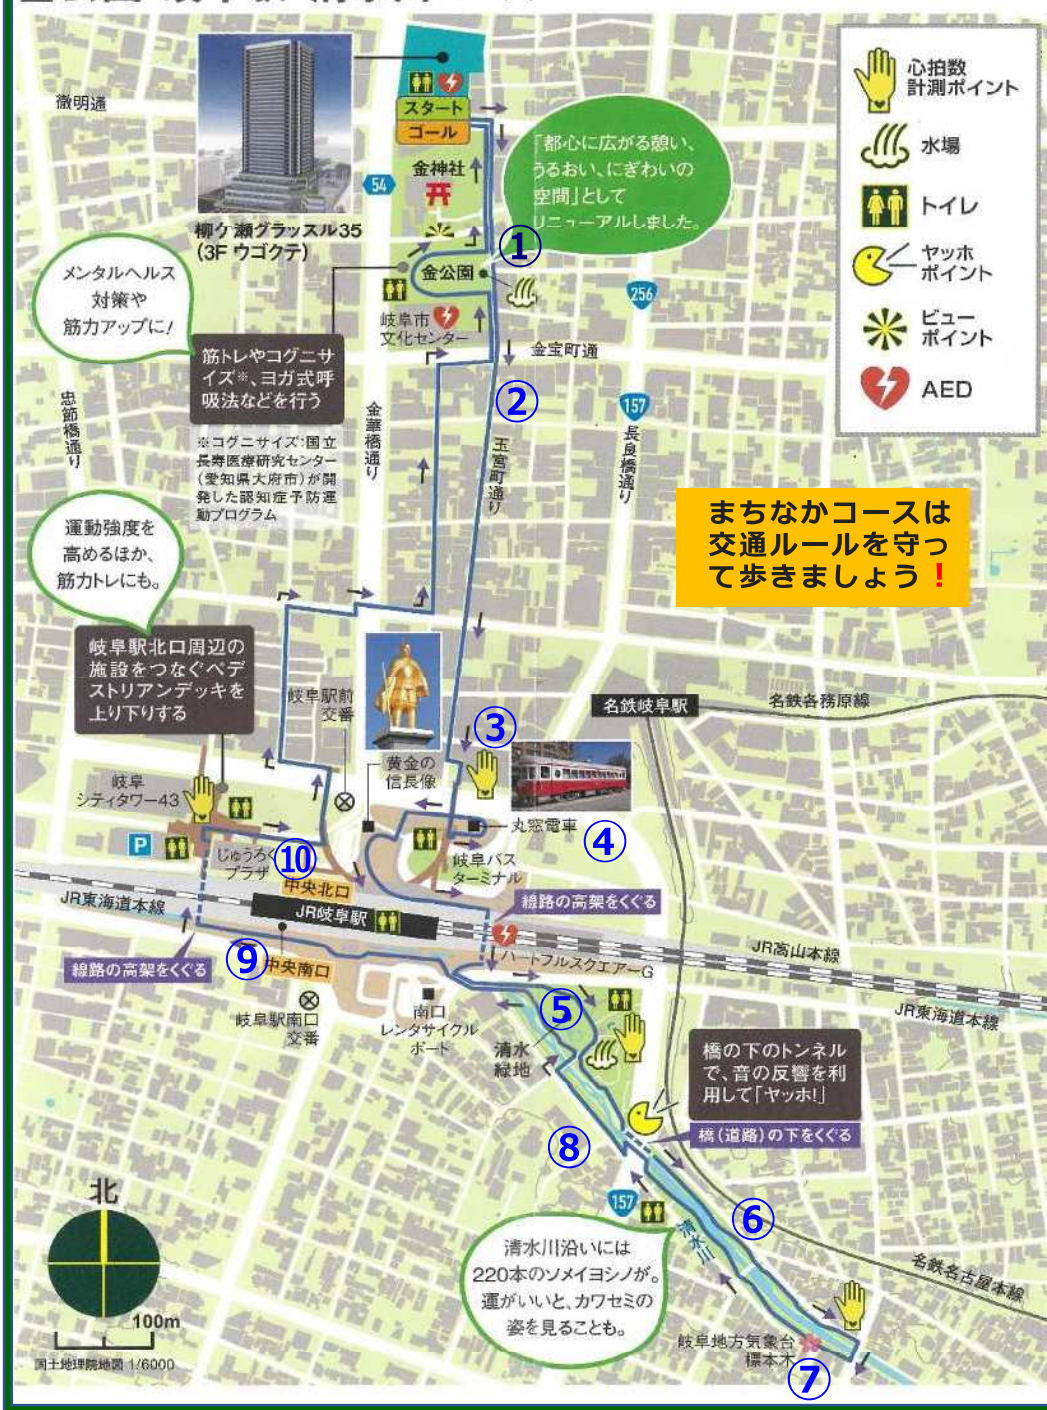 徹明通
スタート
ゴール
金神社
54
柳ケ瀬グラッスル35
(3F ウゴクテ)
「都心に広がる憩い、
うるおい、にぎわいの
空間」として
リニューアルしました。
①
心拍数
計測ポイント
水場
トイレ
ヤッホ
ポイント
ビュー
ポイント
AED
メンタルヘルス
対策や
筋力アップに!
金公園
岐阜市
文化センター
256
金宝町通
筋トレやコグニサ
イズ※、ヨガ式呼
吸法などを行う
※コグニサイズ:国立
長寿医療研究センター
(愛知県大府市)が開
発した認知症予防運
動プログラム
忠節橋通り
金華橋通り
②
玉宮町通り
157
長良橋通り
まちなかコースは
交通ルールを守っ
て歩きましょう!
運動強度を
高めるほか、
筋力トレにも。
岐阜駅北口周辺の
施設をつなぐペデ
ストリアンデッキを
上り下りする
岐阜駅前
交番
黄金の
信長像
③
名鉄岐阜駅
名鉄各務原線
丸窓電車
④
岐阜
シティタワー43
P
じゅうろく
プラザ
⑩
岐阜バス
ターミナル
中央北口
JR岐阜駅
線路の高架をくぐる
JR東海道本線
JR高山本線
線路の高架をくぐる
⑨
中央南口
ハートフルスクエアーG
JR東海道本線
岐阜駅南口
交番
南口
レンタサイクル
ポート
⑤
清水
緑地
橋の下のトンネル
で、音の反響を利
用して「ヤッホ!」
橋(道路)の下をくぐる
⑧
157
⑥
清水川
名鉄名古屋本線
清水川沿いには
220本のソメイヨシノが。
運がいいと、カワセミの
姿を見ることも。
岐阜地方気象台
標本木
⑦
北
100m
国土地理院地図 1/6000